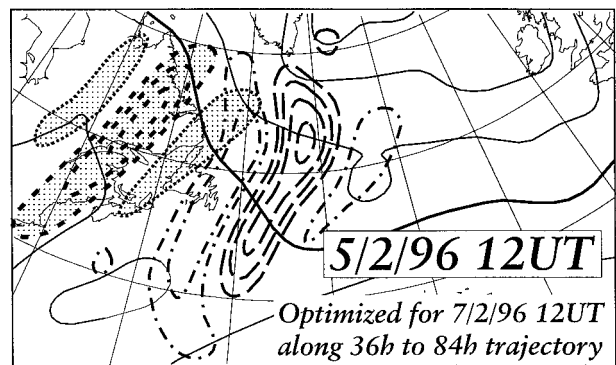 5/2/96 12UT
Optimized for 7/2/96 12UT
along 36h to 84h trajectory